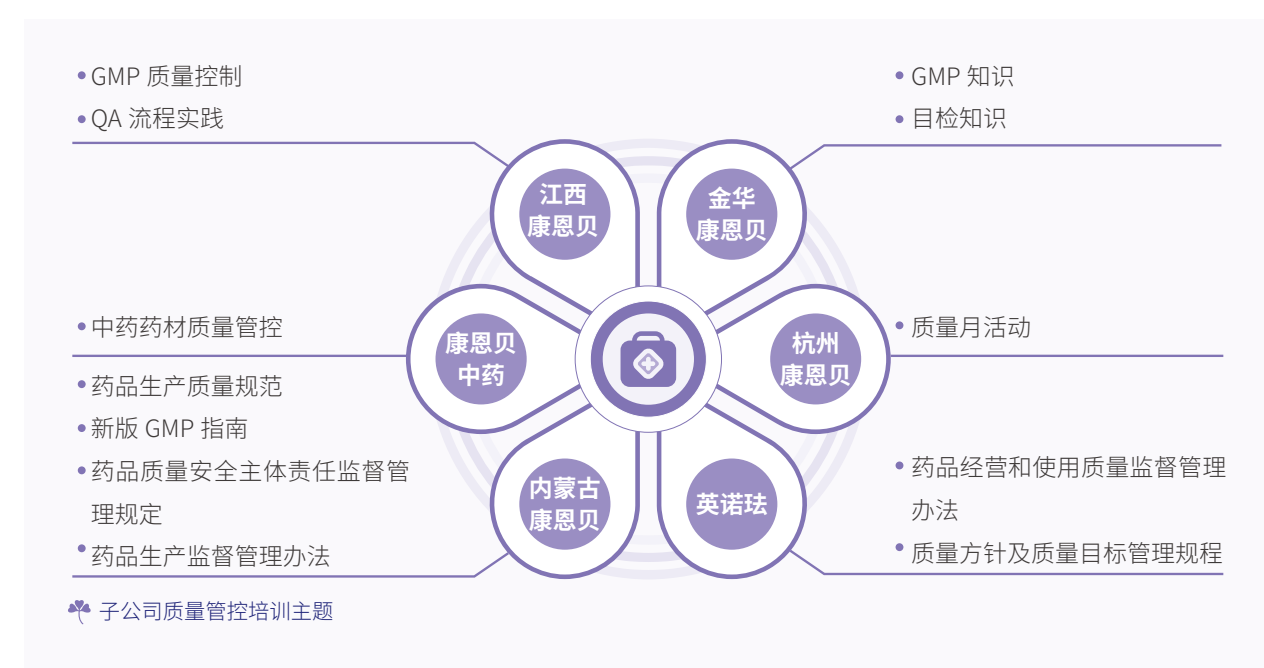 GMP 质量控制
QA 流程实践
江西
康恩贝
GMP 知识
目检知识
金华
康恩贝
中药药材质量管控
康恩贝
中药
质量月活动
杭州
康恩贝
药品生产质量规范
新版 GMP 指南
药品质量安全主体责任监督管
理规定
药品生产监督管理办法
内蒙古
康恩贝
药品经营和使用质量监督管理
办法
质量方针及质量目标管理规程
英诺珐
子公司质量管控培训主题